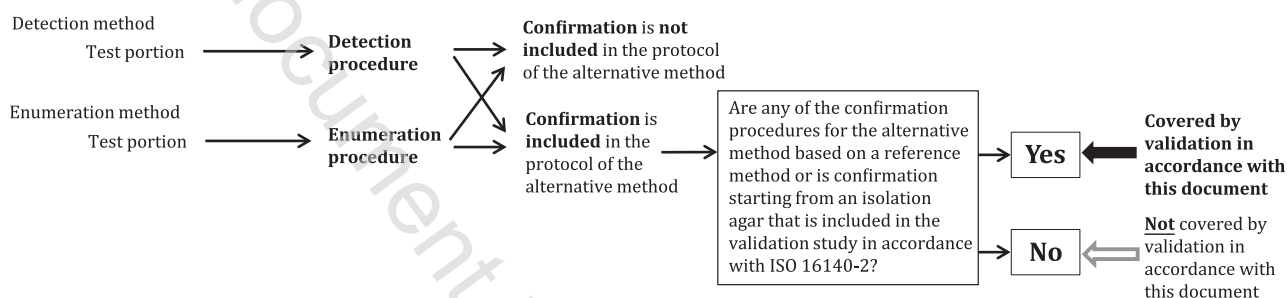 Detection method
Test portion
Detection
procedure
Enumeration method
Test portion
Enumeration
procedure
Confirmation is not
included in the protocol
of the alternative method
Confirmation is
included in the
protocol of the
alternative method
Are any of the confirmation
procedures for the alternative
method based on a reference
method or is confirmation
starting from an isolation
agar that is included in the
validation study in accordance
with ISO 16140-2?
Yes
No
Covered by
validation in
accordance with
this document
Not covered by
validation in
accordance with
this document
ocument